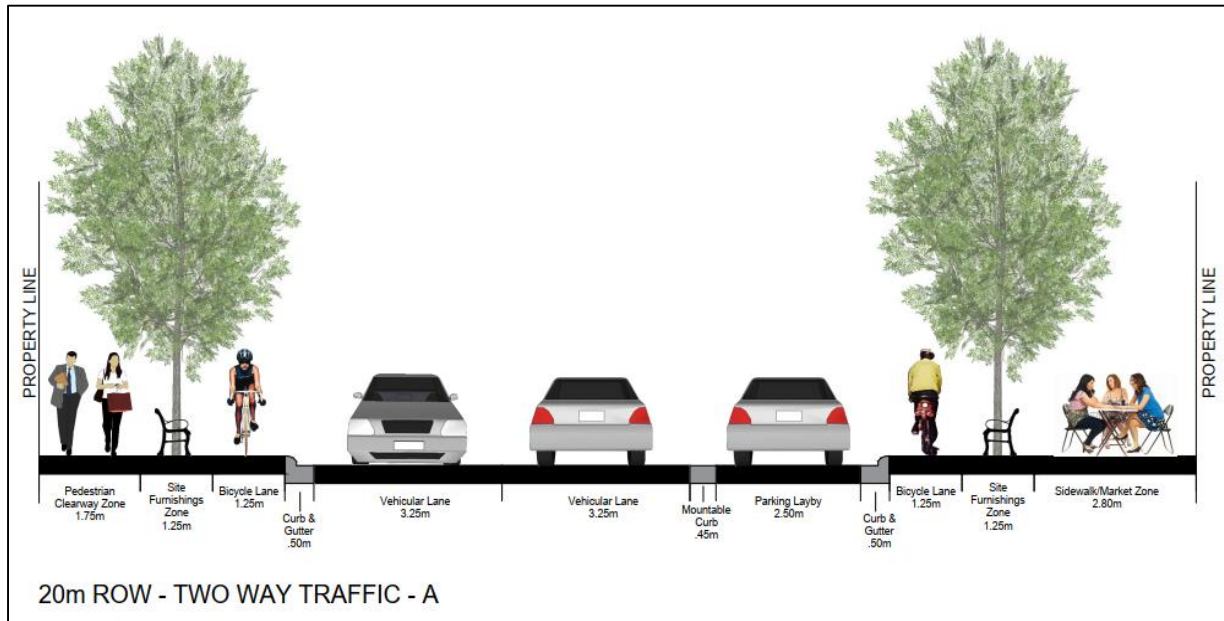 PROPERTY LINE
PROPERTY LINE
Pedestrian
Clearway Zone
1.75m
Site
Furnishings
Zone
1.25m
Bicycle Lane
1.25m
Curb &
Gutter
.50m
Vehicular Lane
3.25m
Vehicular Lane
3.25m
Mountable
Curb
.45m
Parking Layby
2.50m
Curb &
Gutter
.50m
Bicycle Lane
1.25m
Site
Furnishings
Zone
1.25m
Sidewalk/Market Zone
2.80m
20m ROW - TWO WAY TRAFFIC - A